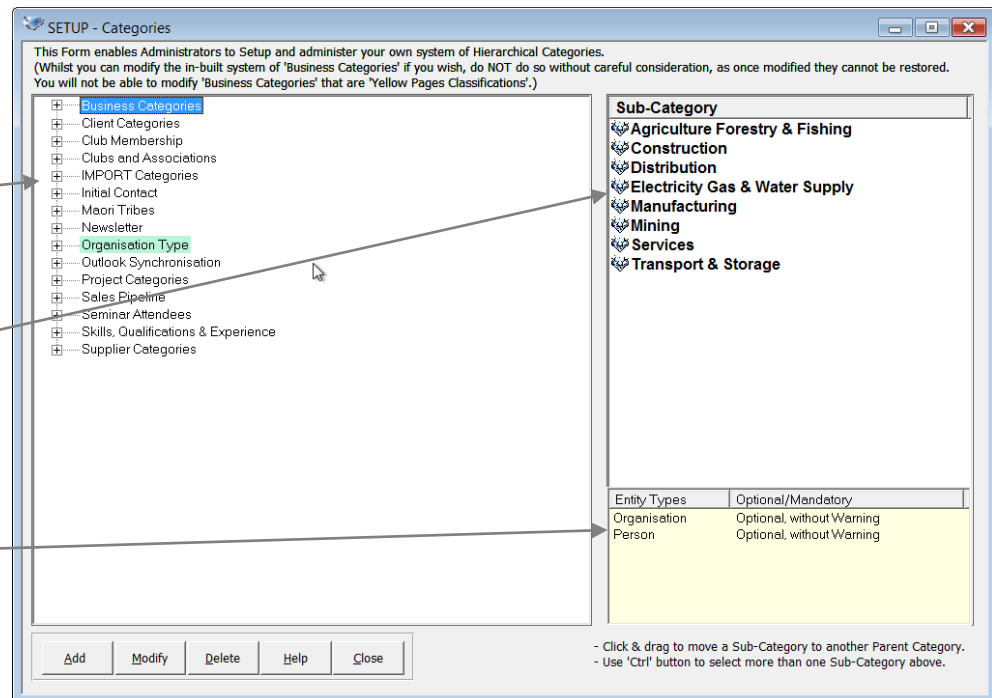 SETUP - Categories
This Form enables Administrators to Setup and administer your own system of Hierarchical Categories.
(Whilst you can modify the in-built system of 'Business Categories' if you wish, do NOT do so without careful consideration, as once modified they cannot be restored.
You will not be able to modify 'Business Categories' that are 'Yellow Pages Classifications'.)
Business Categories
Client Categories
Club Membership
Clubs and Associations
IMPORT Categories
Initial Contact
Maori Tribes
Newsletter
Organisation Type
Outlook Synchronisation
Project Categories
Sales Pipeline
Seminar Attendees
Skills, Qualifications & Experience
Supplier Categories
Sub-Category
Agriculture Forestry & Fishing
Construction
Distribution
Electricity Gas & Water Supply
Manufacturing
Mining
Services
Transport & Storage
Entity Types Optional/Mandatory
Organisation Optional, without Warning
Person Optional, without Warning
Add Modify Delete Help Close
- Click & drag to move a Sub-Category to another Parent Category.
- Use 'Ctrl' button to select more than one Sub-Category above.